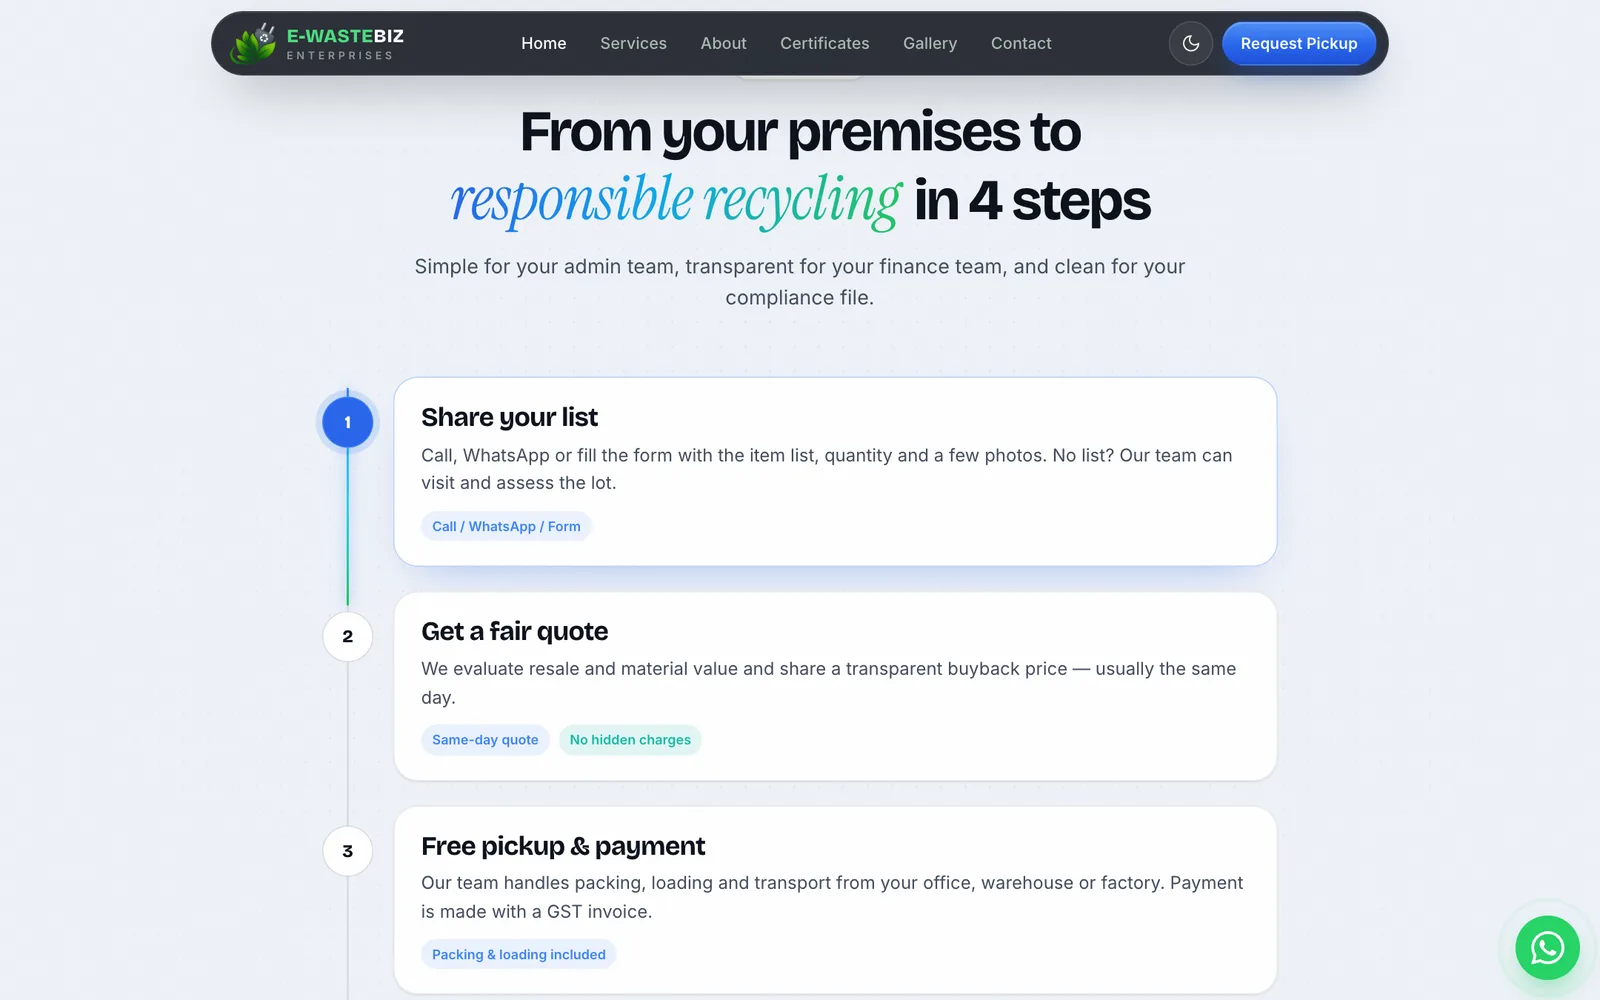 E-WASTEBIZ
ENTERPRISES
Home
Services
About
Certificates
Gallery
Contact
Request Pickup
From your premises to
responsible recycling in 4 steps
Simple for your admin team, transparent for your finance team, and clean for your
compliance file.
1
Share your list
Call, WhatsApp or fill the form with the item list, quantity and a few photos. No list? Our team can
visit and assess the lot.
Call / WhatsApp / Form
2
Get a fair quote
We evaluate resale and material value and share a transparent buyback price — usually the same
day.
Same-day quote
No hidden charges
3
Free pickup & payment
Our team handles packing, loading and transport from your office, warehouse or factory. Payment
is made with a GST invoice.
Packing & loading included